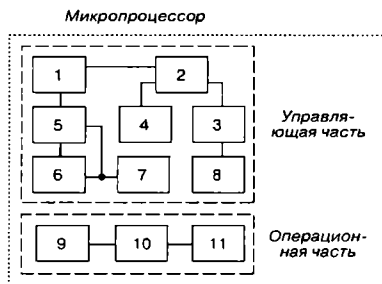 Микропроцессор
1
2
Управля-
ющая часть
5
4
3
6
7
8
9
10
11
Операцион-
ная часть